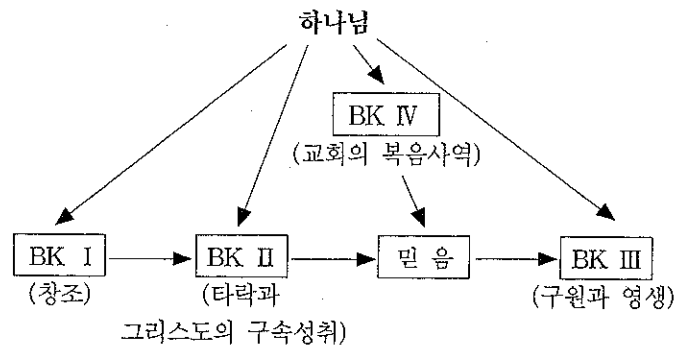 하나님
BK Ⅳ
(교회의 복음사역)
BK Ⅰ
BK Ⅱ
믿 음
BK Ⅲ
(창조)
(타락과
그리스도의 구속성취)
(구원과 영생)